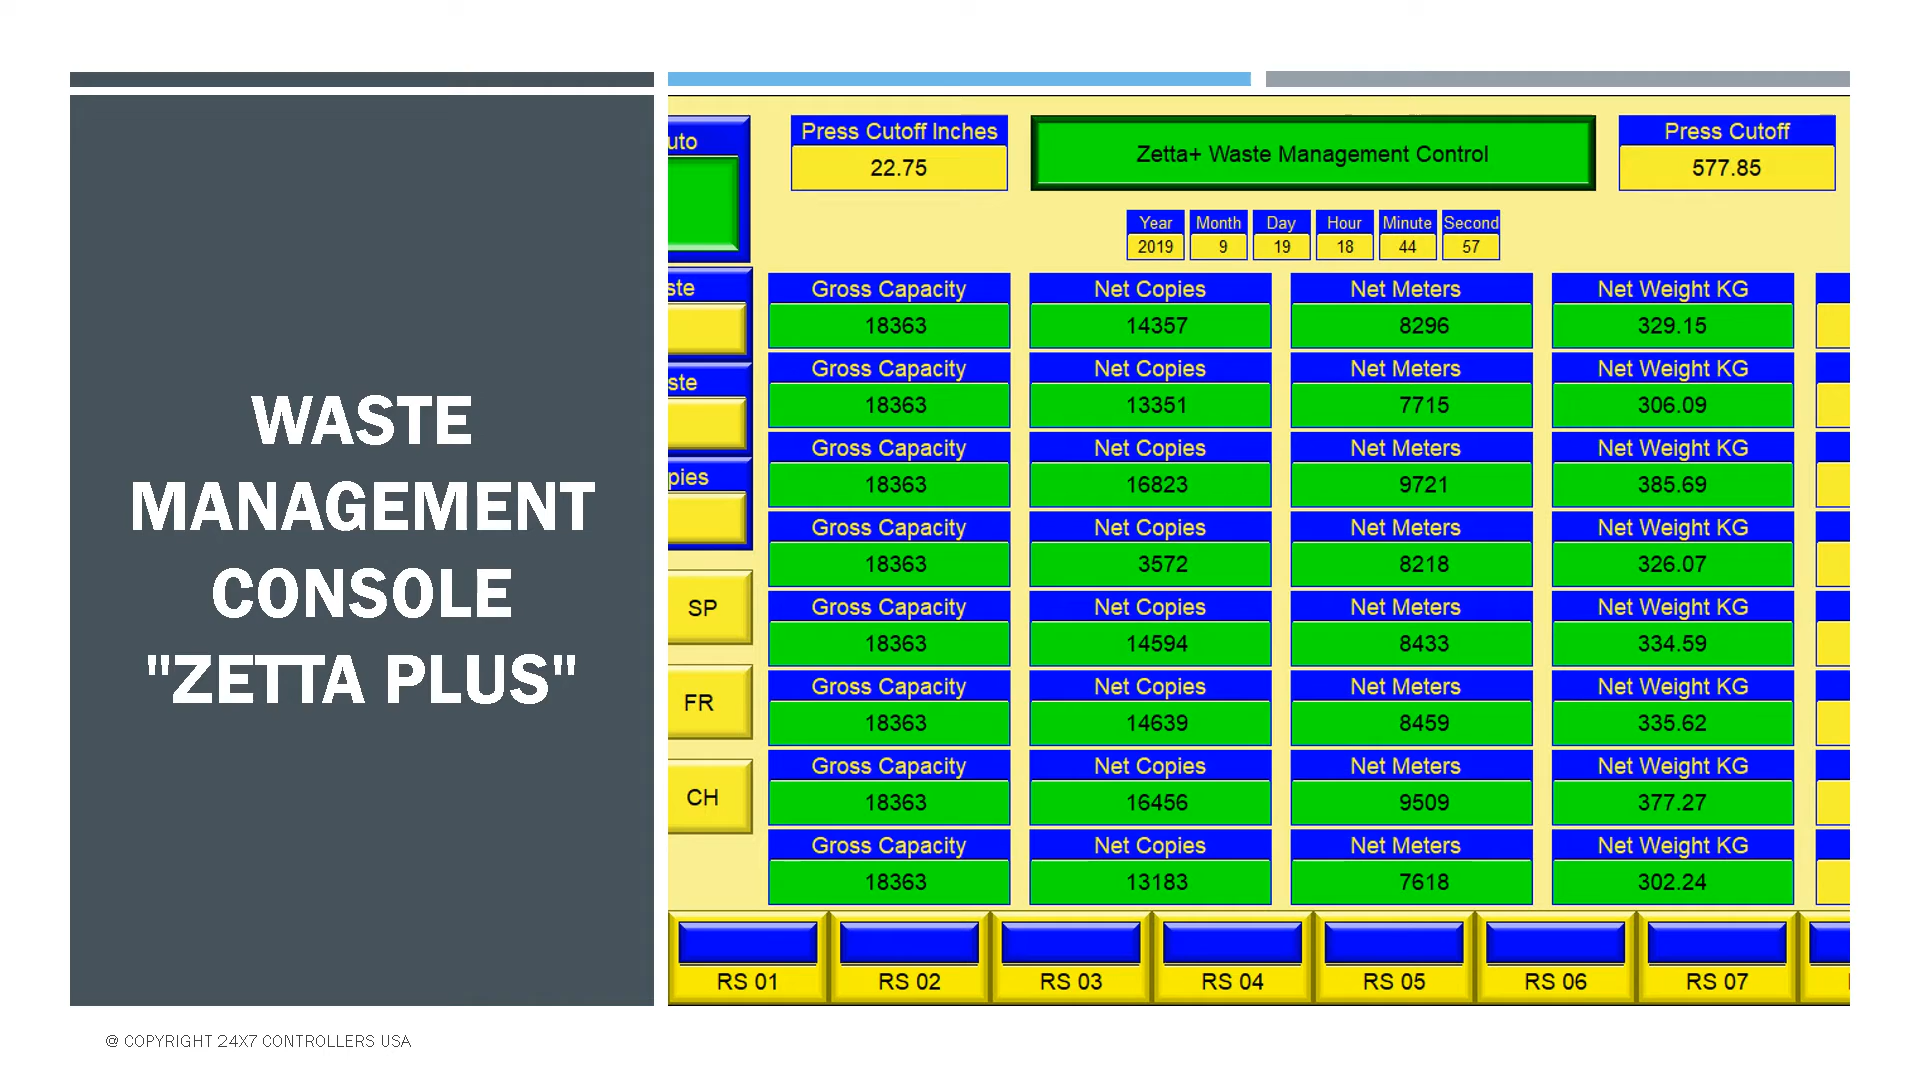 WASTE
MANAGEMENT
CONSOLE
"ZETTA PLUS"
@ COPYRIGHT 24X7 CONTROLLERS USA
uto
ste
ste
pies
SP
FR
CH
Press Cutoff Inches
22.75
Zetta+ Waste Management Control
Press Cutoff
577.85
Year Month Day Hour Minute Second
2019 9 19 18 44 57
Gross Capacity Net Copies Net Meters Net Weight KG
18363 14357 8296 329.15
Gross Capacity Net Copies Net Meters Net Weight KG
18363 13351 7715 306.09
Gross Capacity Net Copies Net Meters Net Weight KG
18363 16823 9721 385.69
Gross Capacity Net Copies Net Meters Net Weight KG
18363 3572 8218 326.07
Gross Capacity Net Copies Net Meters Net Weight KG
18363 14594 8433 334.59
Gross Capacity Net Copies Net Meters Net Weight KG
18363 14639 8459 335.62
Gross Capacity Net Copies Net Meters Net Weight KG
18363 16456 9509 377.27
Gross Capacity Net Copies Net Meters Net Weight KG
18363 13183 7618 302.24
RS 01 RS 02 RS 03 RS 04 RS 05 RS 06 RS 07